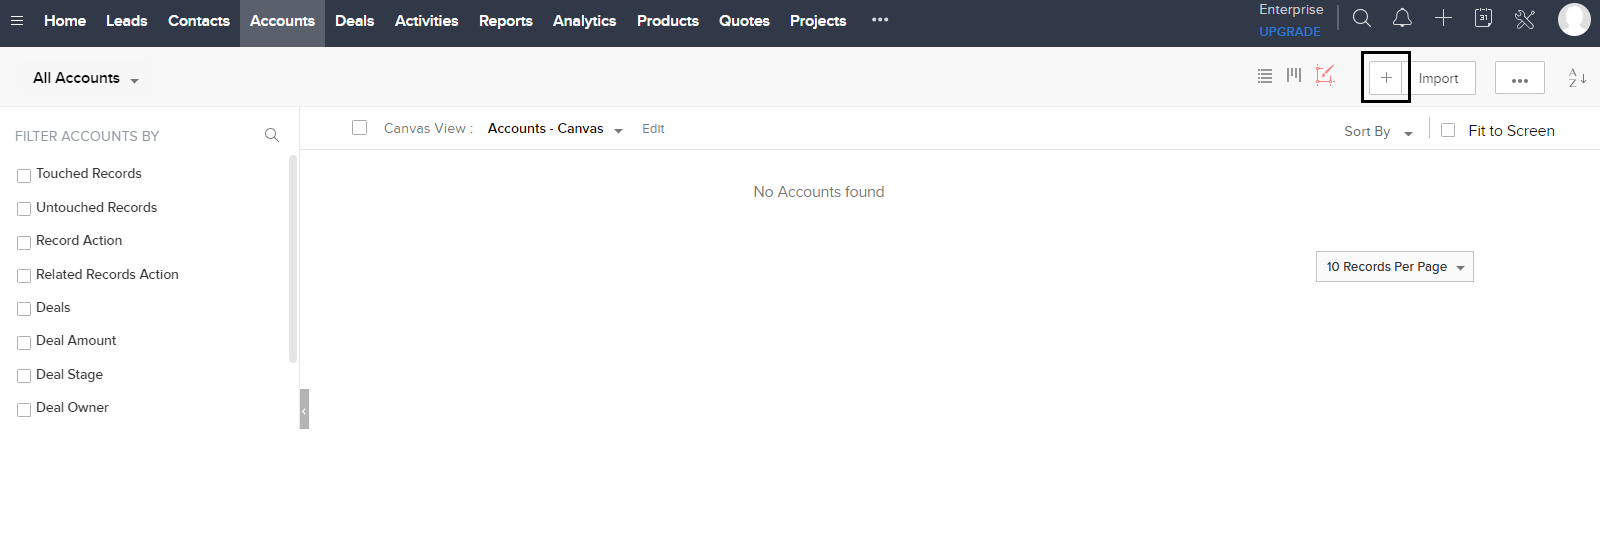 Home Leads Contacts Accounts Deals Activities Reports Analytics Products Quotes Projects ••• Enterprise
UPGRADE
31
All Accounts + Import ••• A
Z
FILTER ACCOUNTS BY
Canvas View : Accounts - Canvas Edit Sort By Fit to Screen
Touched Records
Untouched Records
Record Action
Related Records Action
Deals
Deal Amount
Deal Stage
Deal Owner
No Accounts found
10 Records Per Page